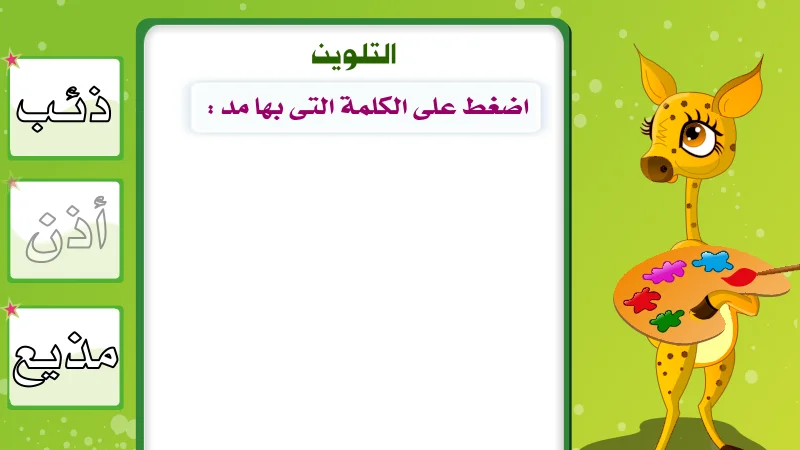 التلوين
اضغط على الكلمة التى بها مد :
ذئب
أذن
مذيع